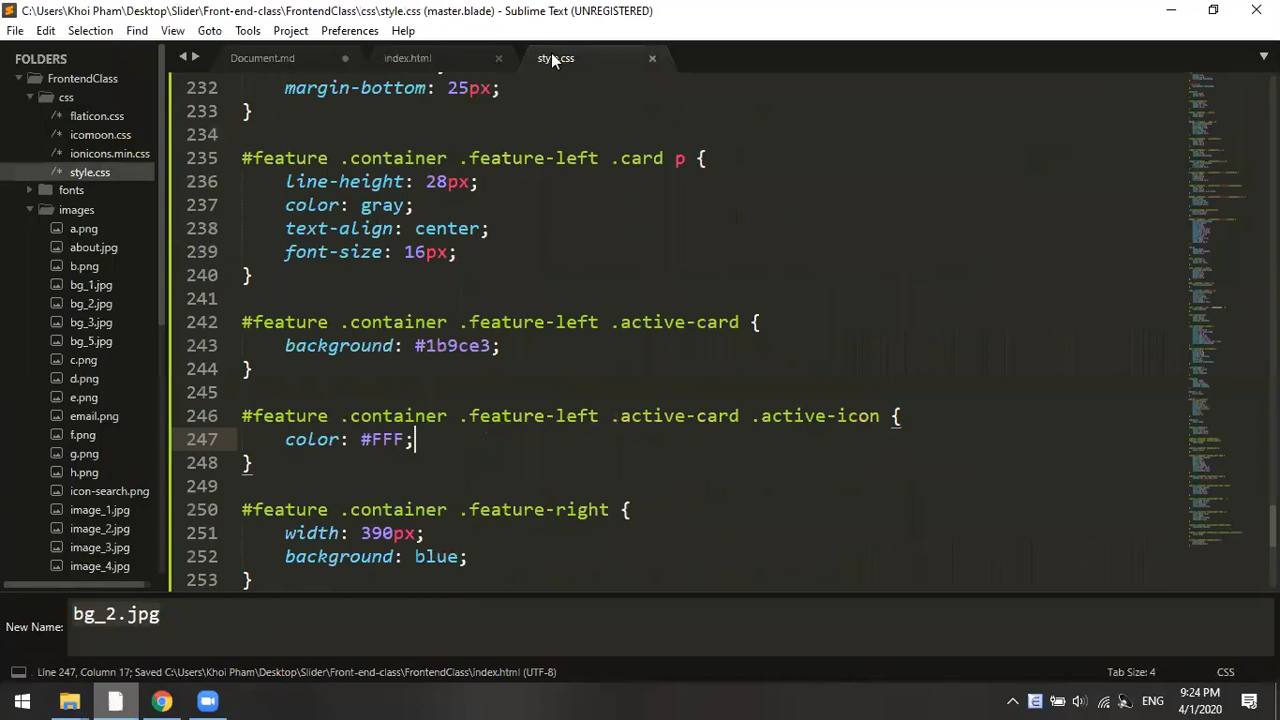 C:\Users\Khoi Pham\Desktop\Slider\Front-end-class\FrontendClass\css\style.css (master.blade) - Sublime Text (UNREGISTERED)
File Edit Selection Find View Goto Tools Project Preferences Help
FOLDERS
FrontendClass
css
/* flaticon.css
/* icomoon.css
/* ionicons.min.css
/* style.css
fonts
images
a.png
about.jpg
b.png
bg_1.jpg
bg_2.jpg
bg_3.jpg
bg_5.jpg
c.png
d.png
e.png
email.png
f.png
g.png
h.png
icon-search.png
image_1.jpg
image_2.jpg
image_3.jpg
image_4.jpg
Document.md index.html style.css
232 margin-bottom: 25px;
233 }
234
235 #feature .container .feature-left .card p {
236 line-height: 28px;
237 color: gray;
238 text-align: center;
239 font-size: 16px;
240 }
241
242 #feature .container .feature-left .active-card {
243 background: #1b9ce3;
244 }
245
246 #feature .container .feature-left .active-card .active-icon {
247 color: #FFF;
248 }
249
250 #feature .container .feature-right {
251 width: 390px;
252 background: blue;
253 }
New Name: bg_2.jpg
Line 247, Column 17; Saved C:\Users\Khoi Pham\Desktop\Slider\Front-end-class\FrontendClass\index.html (UTF-8) Tab Size: 4 CSS
ENG
9:24 PM
4/1/2020